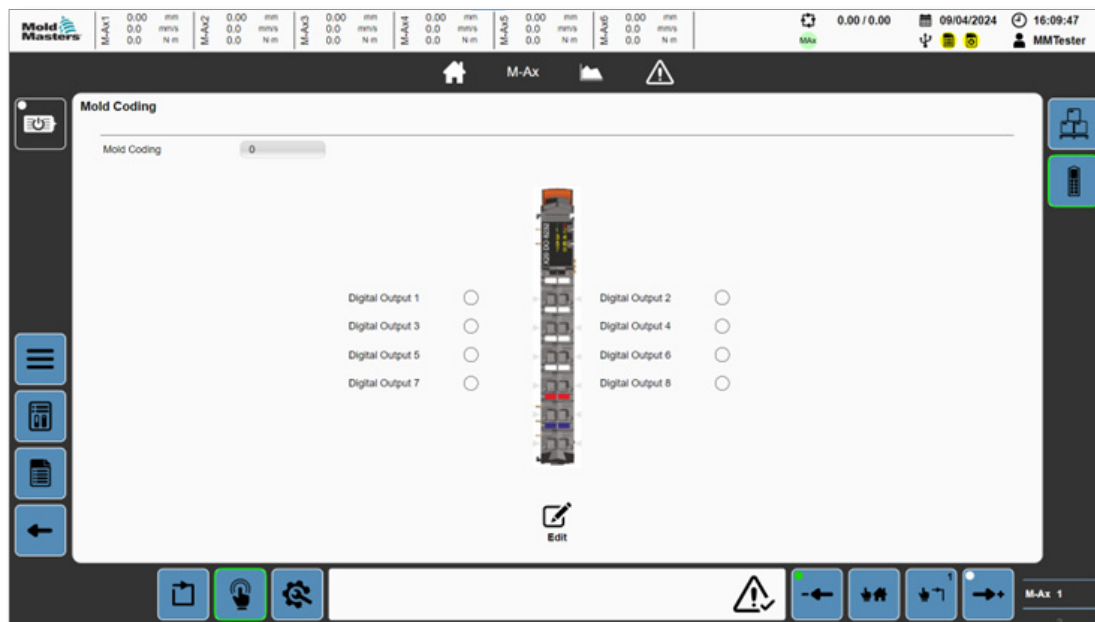 Mold Masters
M-Ax1 0.00 mm 0.0 mm/s 0.0 N·m
M-Ax2 0.00 mm 0.0 mm/s 0.0 N·m
M-Ax3 0.00 mm 0.0 mm/s 0.0 N·m
M-Ax4 0.00 mm 0.0 mm/s 0.0 N·m
M-Ax5 0.00 mm 0.0 mm/s 0.0 N·m
M-Ax6 0.00 mm 0.0 mm/s 0.0 N·m
0.00 / 0.00 09/04/2024 16:09:47
MAx MMTester
M-Ax
Mold Coding
Mold Coding 0
Digital Output 1 Digital Output 2
Digital Output 3 Digital Output 4
Digital Output 5 Digital Output 6
Digital Output 7 Digital Output 8
Edit
1
M-Ax 1